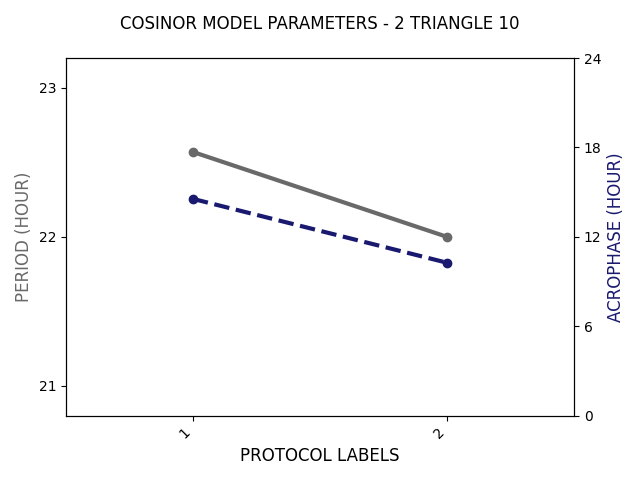 COSINOR MODEL PARAMETERS - 2 TRIANGLE 10
23
22
21
PERIOD (HOUR)
24
18
12
6
0
ACROPHASE (HOUR)
1
2
PROTOCOL LABELS